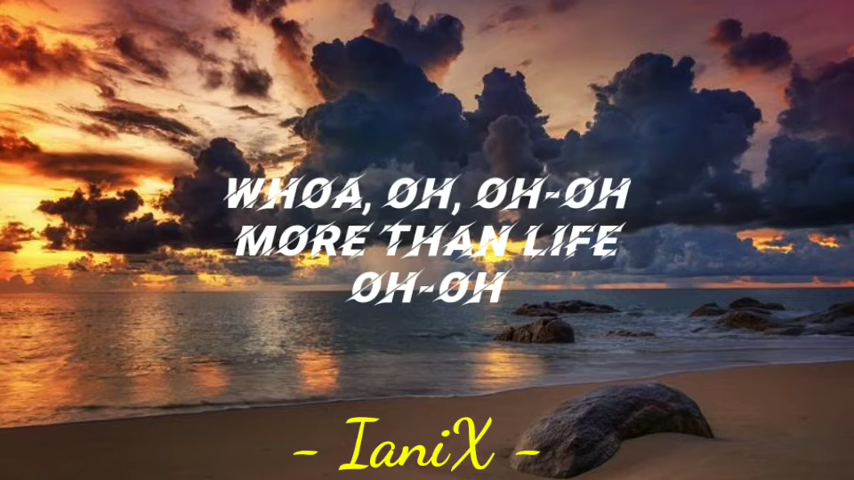 WHOA, OH, OH-OH
MORE THAN LIFE
OH-OH
- IaniX -